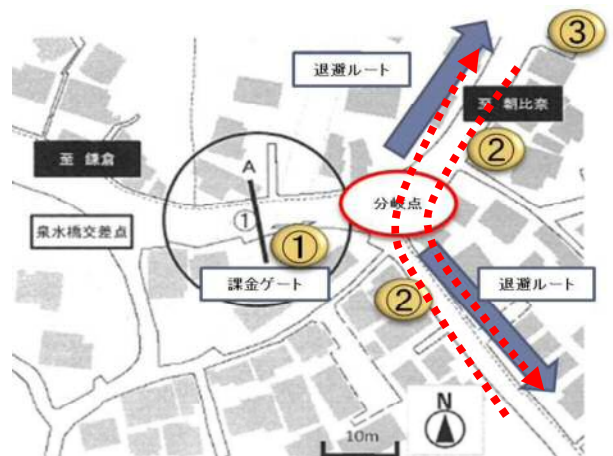 ③
退避ルート
至 朝比奈
②
至 鎌倉
A
分岐点
①
①
泉水橋交差点
課金ゲート
退避ルート
②
N
10m